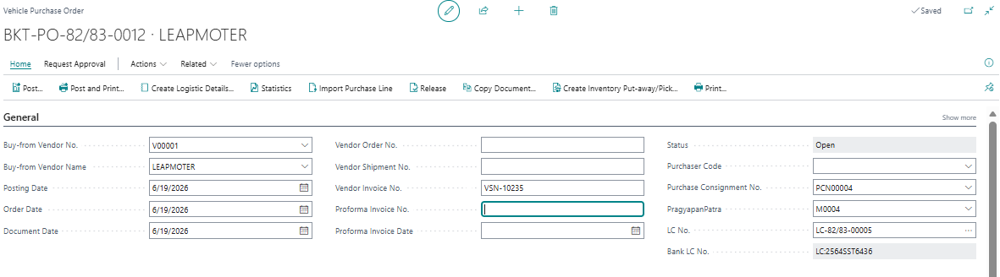 Vehicle Purchase Order
Saved
BKT-PO-82/83-0012 · LEAPMOTER
Home Request Approval Actions Related Fewer options
Post... Post and Print... Create Logistic Details... Statistics Import Purchase Line Release Copy Document... Create Inventory Put-away/Pick... Print...
General
Show more
Buy-from Vendor No. V00001
Buy-from Vendor Name LEAPMOTER
Posting Date 6/19/2026
Order Date 6/19/2026
Document Date 6/19/2026
Vendor Order No.
Vendor Shipment No.
Vendor Invoice No. VSN-10235
Proforma Invoice No.
Proforma Invoice Date
Status Open
Purchaser Code
Purchase Consignment No. PCN00004
PragyapanPatra M0004
LC No. LC-82/83-00005
Bank LC No. LC:2564SST6436